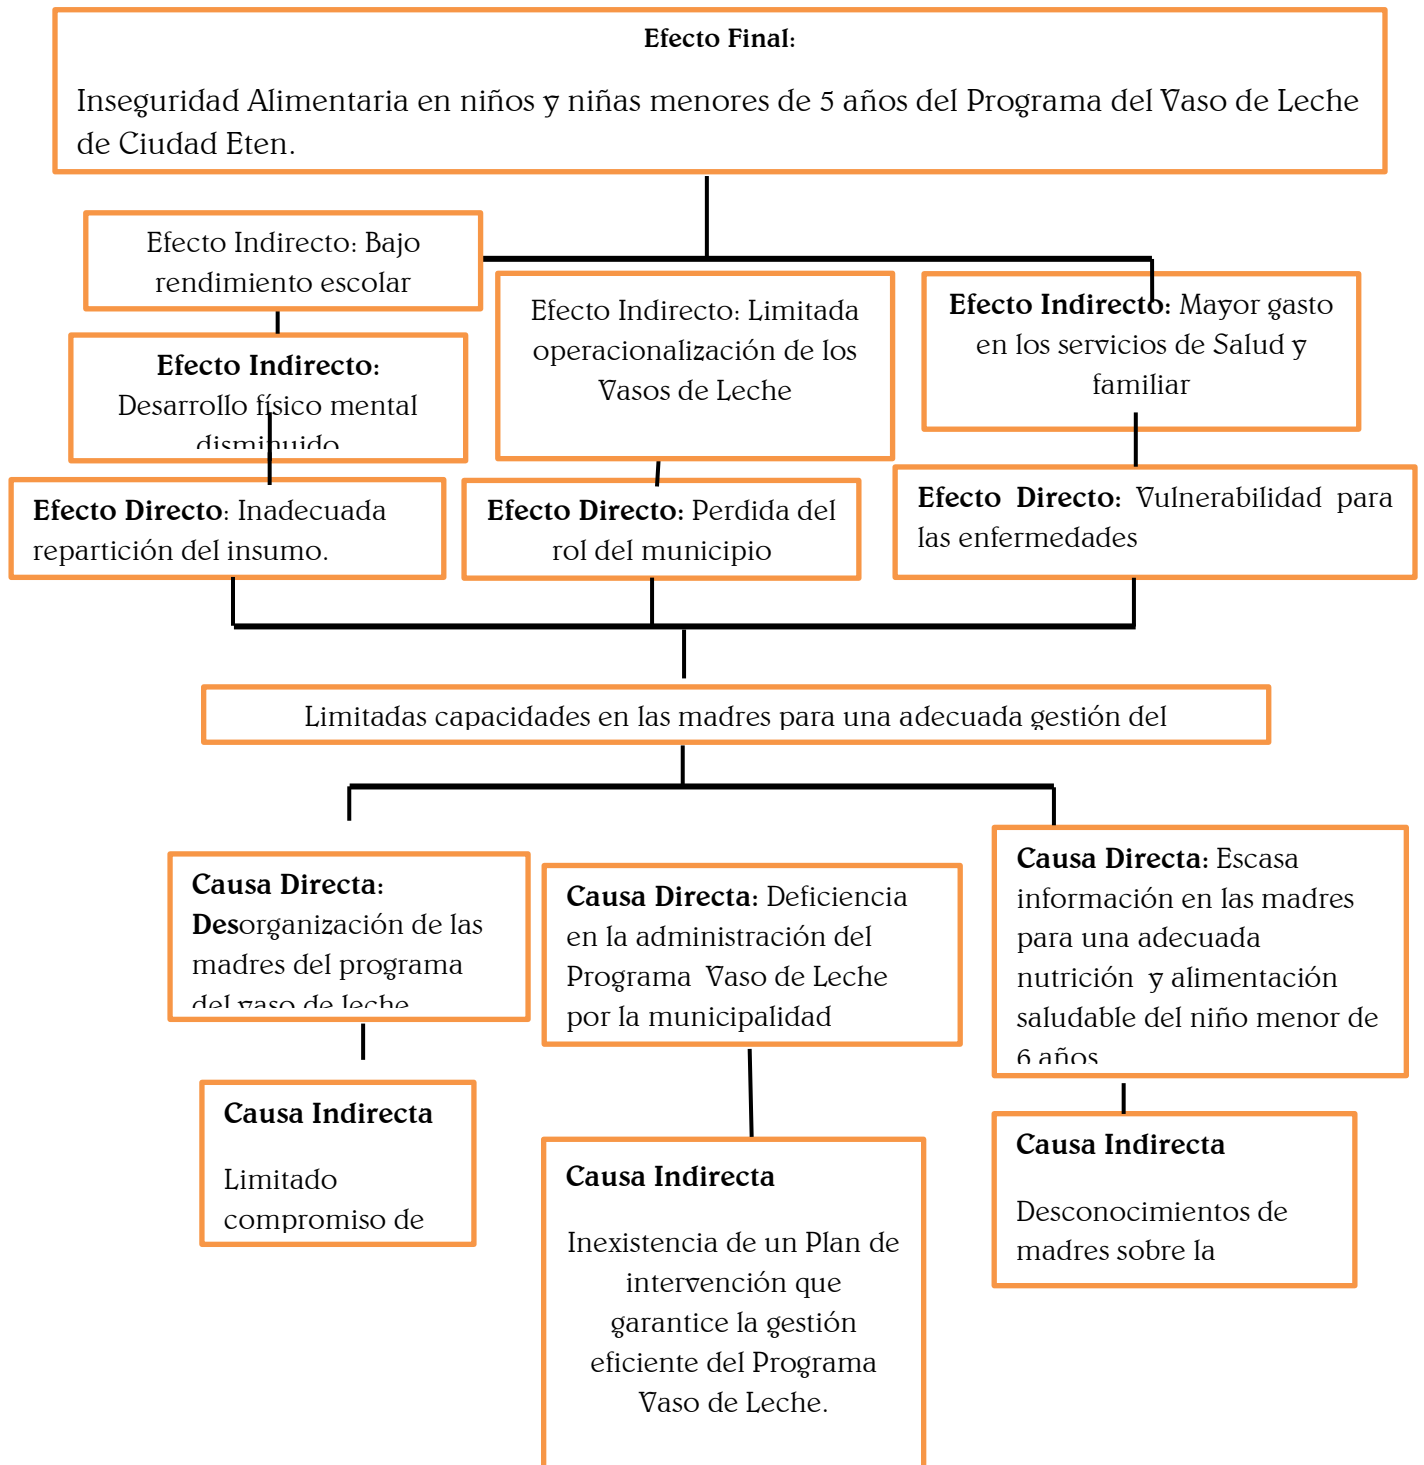 Efecto Final:
Inseguridad Alimentaria en niños y niñas menores de 5 años del Programa del Vaso de Leche
de Ciudad Eten.
Efecto Indirecto: Bajo
rendimiento escolar
Efecto Indirecto:
Desarrollo físico mental
disminuido
Efecto Indirecto: Limitada
operacionalización de los
Vasos de Leche
Efecto Indirecto: Mayor gasto
en los servicios de Salud y
familiar
Efecto Directo: Inadecuada
repartición del insumo.
Efecto Directo: Perdida del
rol del municipio
Efecto Directo: Vulnerabilidad para
las enfermedades
Limitadas capacidades en las madres para una adecuada gestión del
Causa Directa:
Desorganización de las
madres del programa
del vaso de leche
Causa Directa: Deficiencia
en la administración del
Programa Vaso de Leche
por la municipalidad
Causa Directa: Escasa
información en las madres
para una adecuada
nutrición y alimentación
saludable del niño menor de
6 años
Causa Indirecta
Limitado
compromiso de
Causa Indirecta
Inexistencia de un Plan de
intervención que
garantice la gestión
eficiente del Programa
Vaso de Leche.
Causa Indirecta
Desconocimientos de
madres sobre la